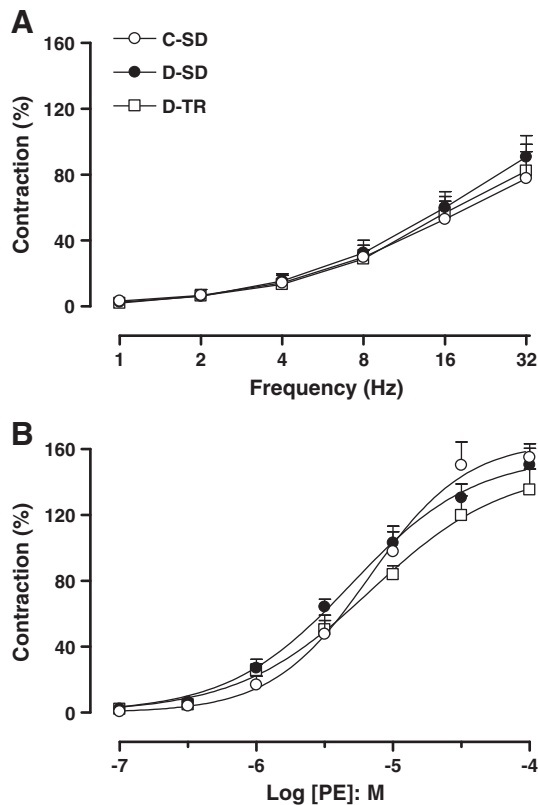 A
160
120
80
40
0
Contraction (%)
C-SD
D-SD
D-TR
1 2 4 8 16 32
Frequency (Hz)
B
160
120
80
40
0
Contraction (%)
-7 -6 -5 -4
Log [PE]: M